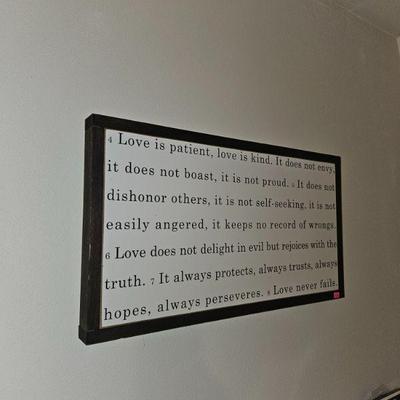 4 Love is patient, love is kind. It does not envy,
it does not boast, it is not proud. 5 It does not
dishonor others, it is not self-seeking, it is not
easily angered, it keeps no record of wrongs.
6 Love does not delight in evil but rejoices with the
truth. 7 It always protects, always trusts, always
hopes, always perseveres. 8 Love never fails.